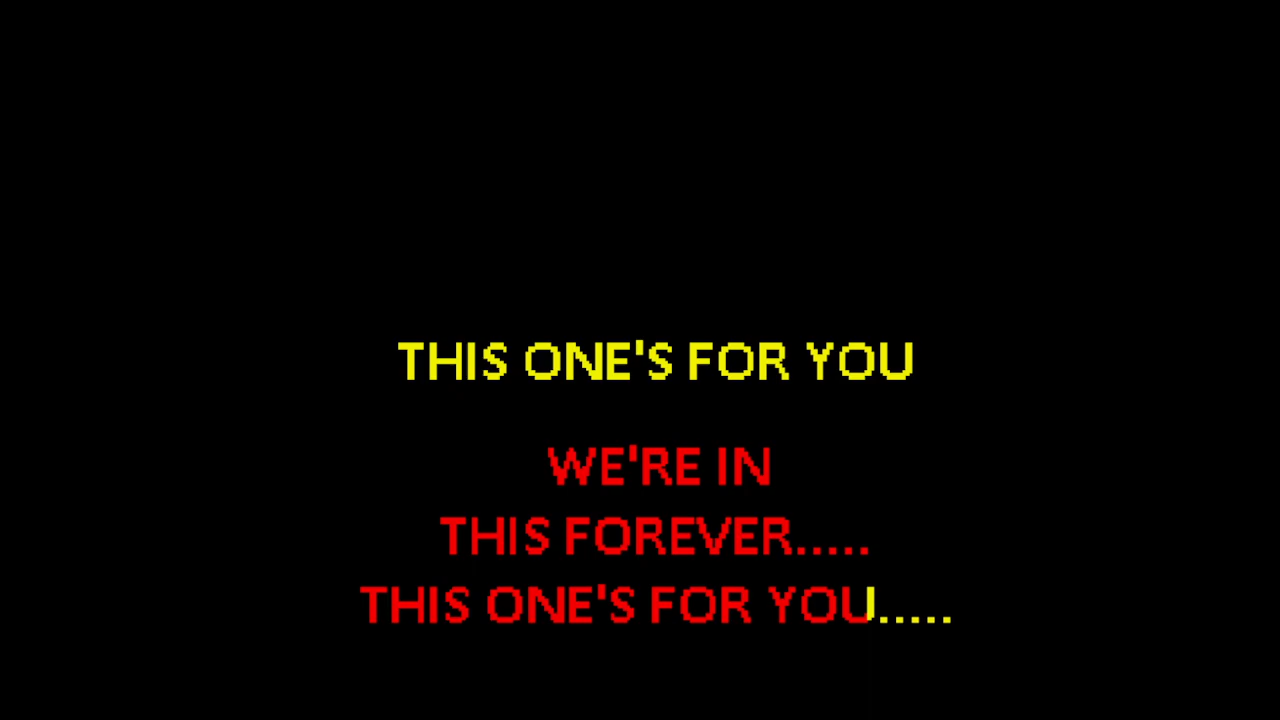 THIS ONE'S FOR YOU
WE'RE IN
THIS FOREVER.....
THIS ONE'S FOR YOU.....